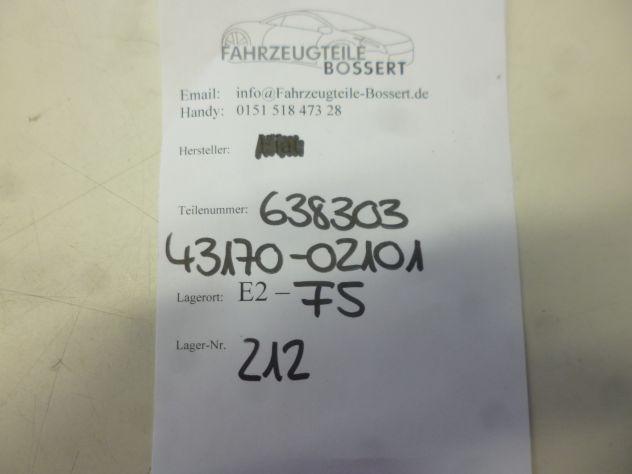 FAHRZEUGTEILE
BOSSERT
Email: info@Fahrzeugteile-Bossert.de
Handy: 0151 518 473 28
Hersteller:
Teilenummer: 638303
43170-02101
Lagerort: E2 – F5
Lager-Nr. 212